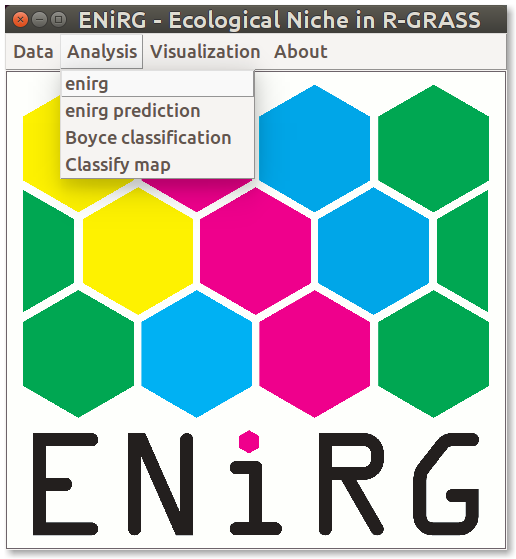 ENiRG - Ecological Niche in R-GRASS
Data Analysis Visualization About
enirg
enirg prediction
Boyce classification
Classify map
ENiRG